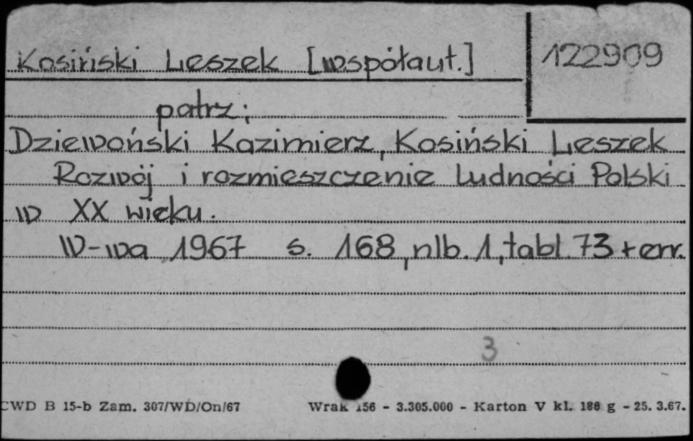 Kosiński Leszek [współaut.]
122909
patrz;
Dziewoński Kazimierz, Kosiński Leszek
Rozwój i rozmieszczenie ludności Polski
w XX wieku.
W-wa 1967 s. 168, nlb. 1, tabl. 73 + err.
3
CWD B 15-b Zam. 307/WD/On/67 Wrak 156 - 3.305.000 - Karton V kl. 186 g - 25.3.67.